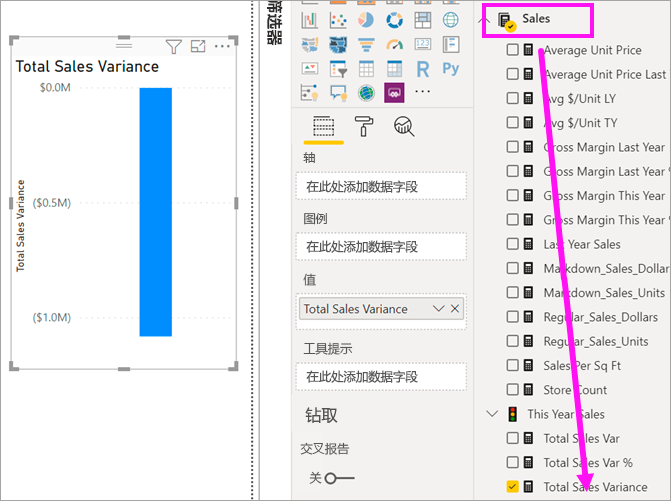 Total Sales Variance
$0.0M
($0.5M)
($1.0M)
Total Sales Variance
筛选器
R
Py
123
轴
在此处添加数据字段
图例
在此处添加数据字段
值
Total Sales Variance
工具提示
在此处添加数据字段
钻取
交叉报告
关
Sales
Average Unit Price
Average Unit Price Last
Avg $/Unit LY
Avg $/Unit TY
Gross Margin Last Year
Gross Margin Last Year %
Gross Margin This Year
Gross Margin This Year %
Last Year Sales
Markdown_Sales_Dollar
Markdown_Sales_Units
Regular_Sales_Dollars
Regular_Sales_Units
Sales Per Sq Ft
Store Count
This Year Sales
Total Sales Var
Total Sales Var %
Total Sales Variance